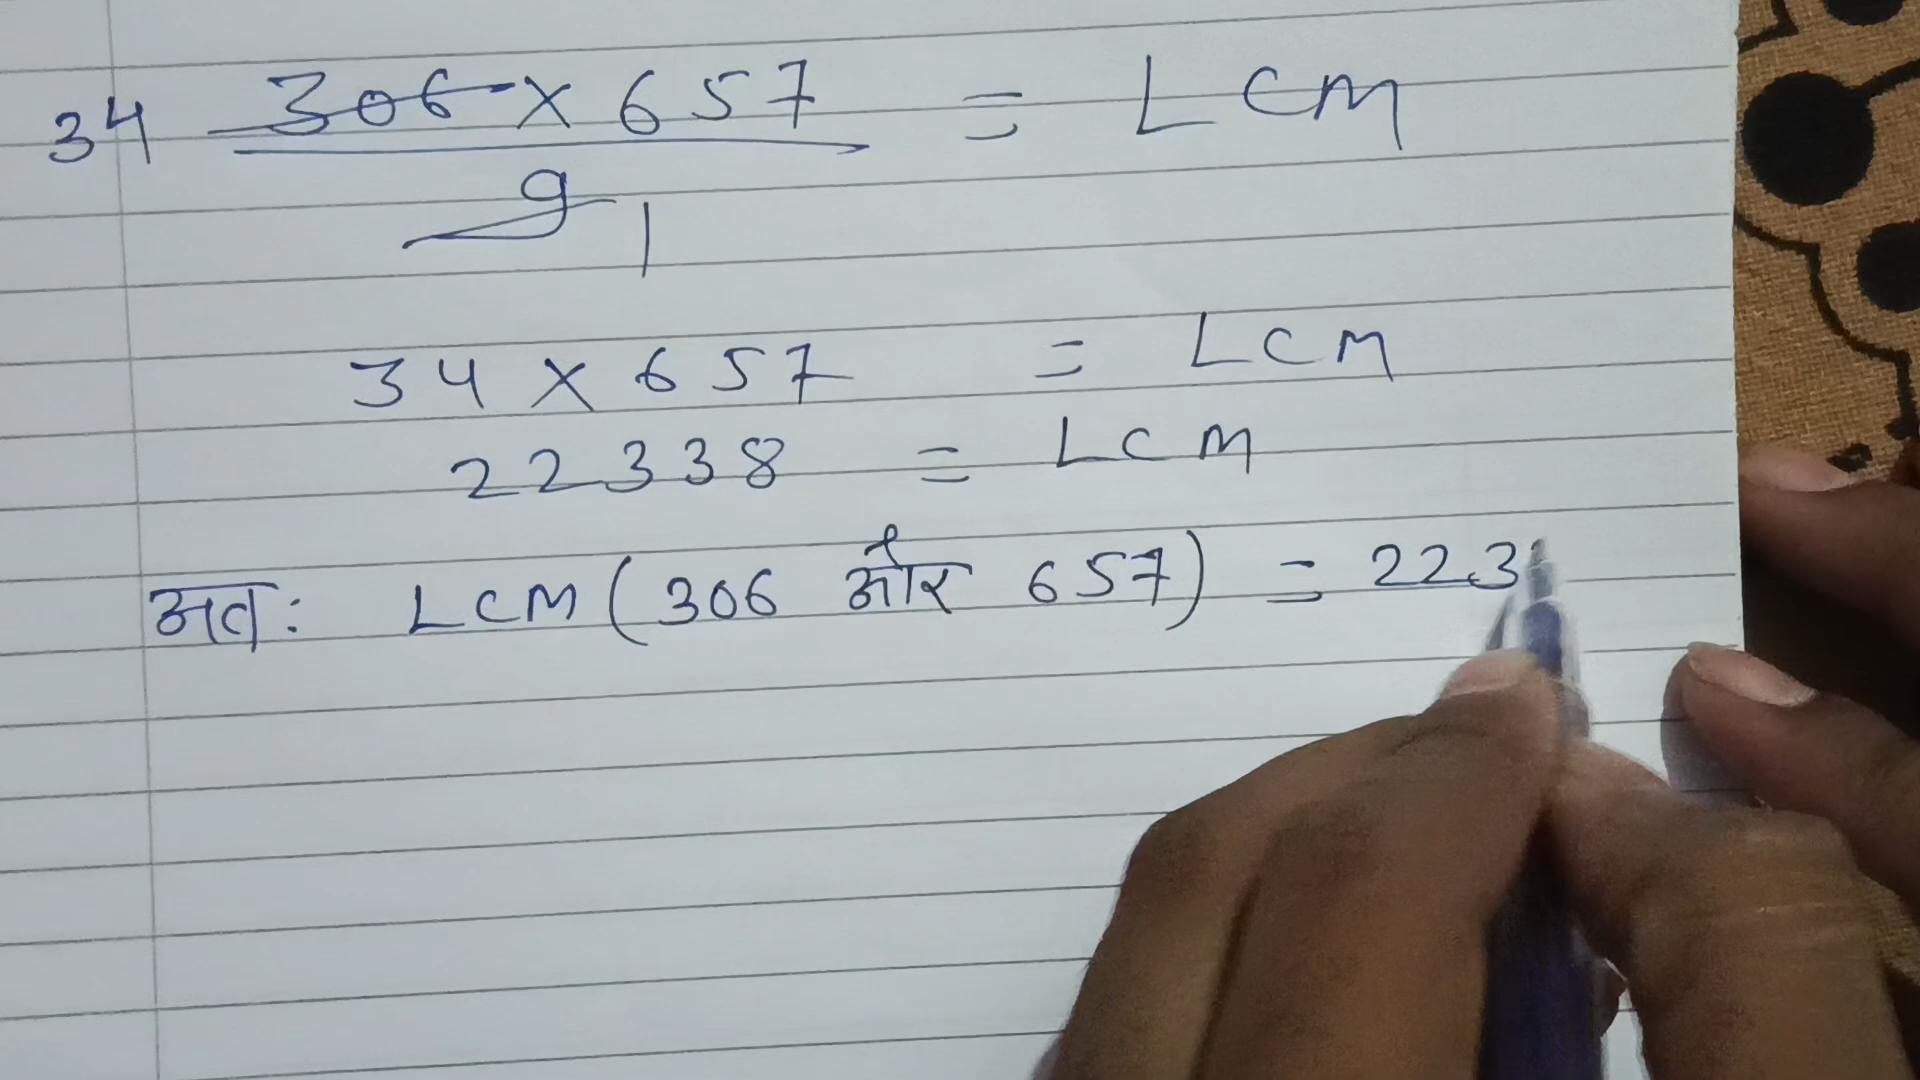 34 306 × 657 = LCM
9 1
34 × 657 = LCM
22338 = LCM
अतः LCM (306 और 657) = 223